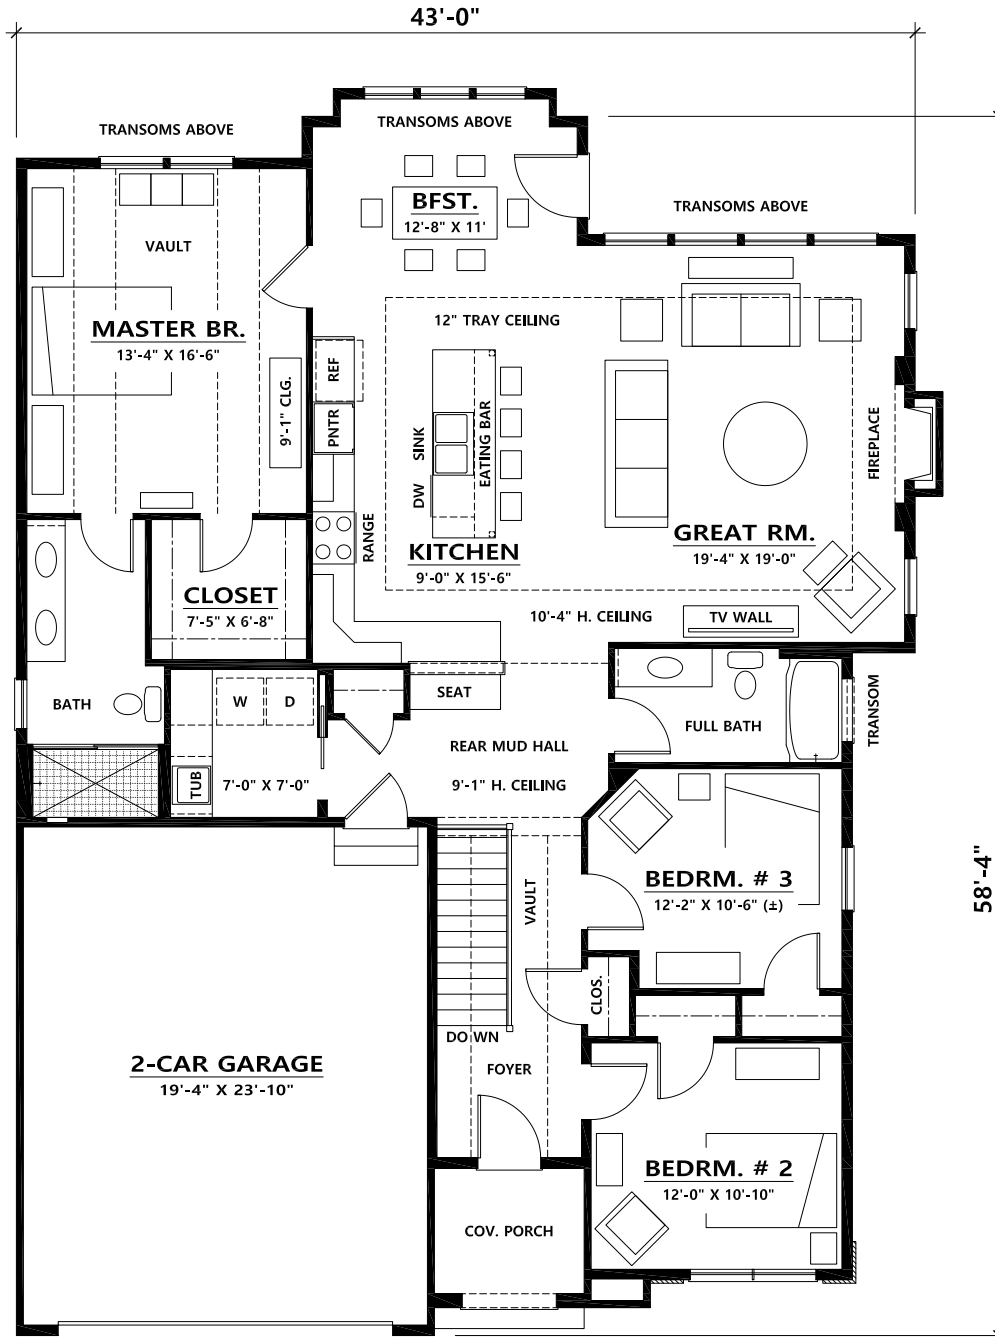 43'-0"
TRANSOMS ABOVE
TRANSOMS ABOVE
BFST.
12'-8" X 11'
TRANSOMS ABOVE
VAULT
MASTER BR.
13'-4" X 16'-6"
9'-1" CLG.
12" TRAY CEILING
REF
PNTR
SINK
DW
EATING BAR
RANGE
KITCHEN
9'-0" X 15'-6"
FIREPLACE
GREAT RM.
19'-4" X 19'-0"
CLOSET
7'-5" X 6'-8"
10'-4" H. CEILING
TV WALL
BATH
W
D
SEAT
FULL BATH
TRANSOM
REAR MUD HALL
9'-1" H. CEILING
TUB
7'-0" X 7'-0"
VAULT
BEDRM. # 3
12'-2" X 10'-6" (±)
58'-4"
CLOS.
DOWN
FOYER
2-CAR GARAGE
19'-4" X 23'-10"
BEDRM. # 2
12'-0" X 10'-10"
COV. PORCH